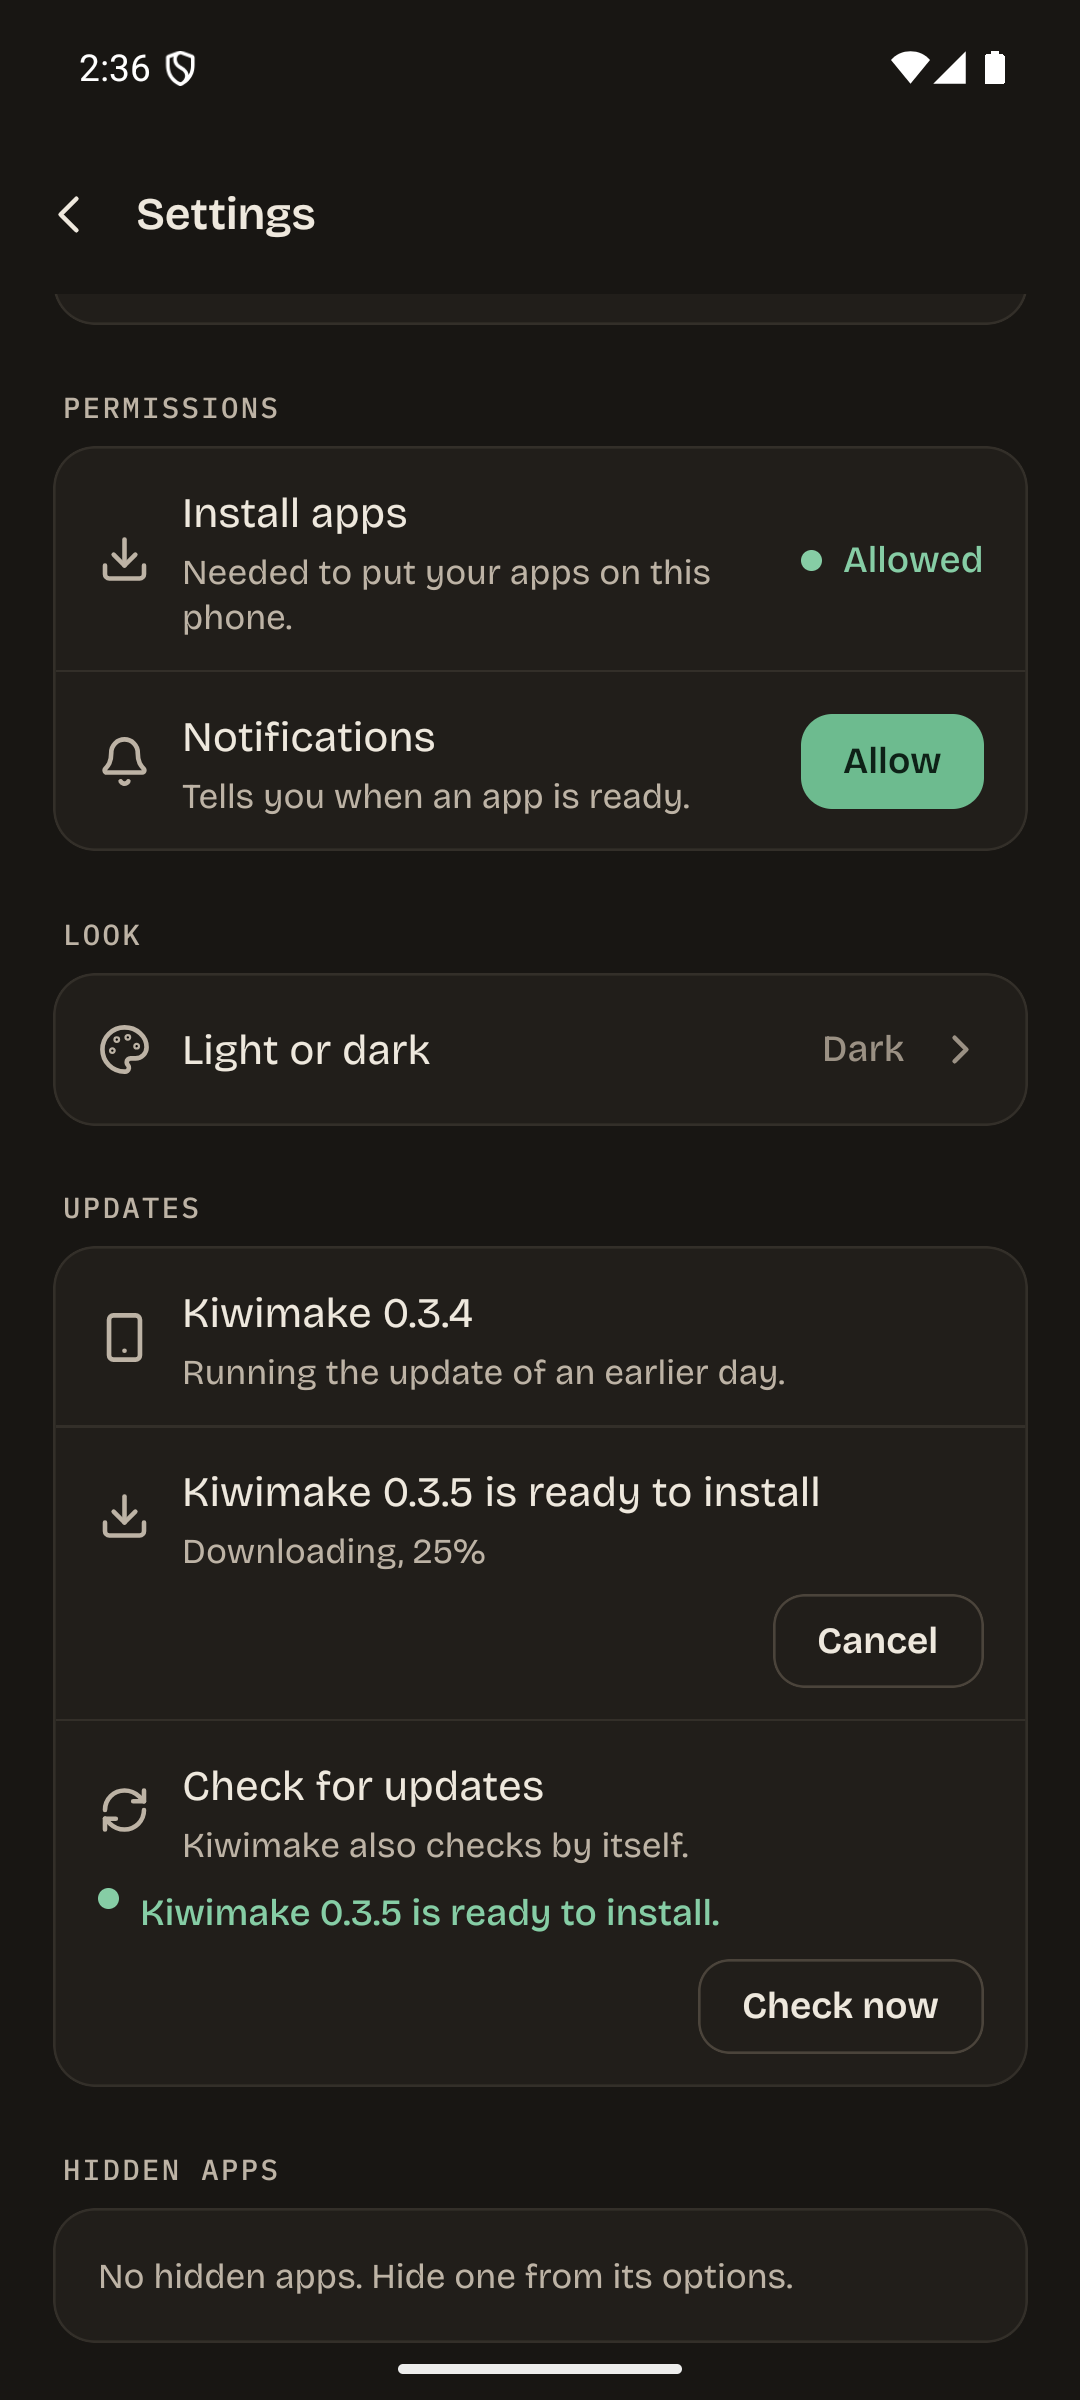 2:36
Settings
PERMISSIONS
Install apps
Needed to put your apps on this
phone.
Allowed
Notifications
Tells you when an app is ready.
Allow
LOOK
Light or dark
Dark
UPDATES
Kiwimake 0.3.4
Running the update of an earlier day.
Kiwimake 0.3.5 is ready to install
Downloading, 25%
Cancel
Check for updates
Kiwimake also checks by itself.
Kiwimake 0.3.5 is ready to install.
Check now
HIDDEN APPS
No hidden apps. Hide one from its options.